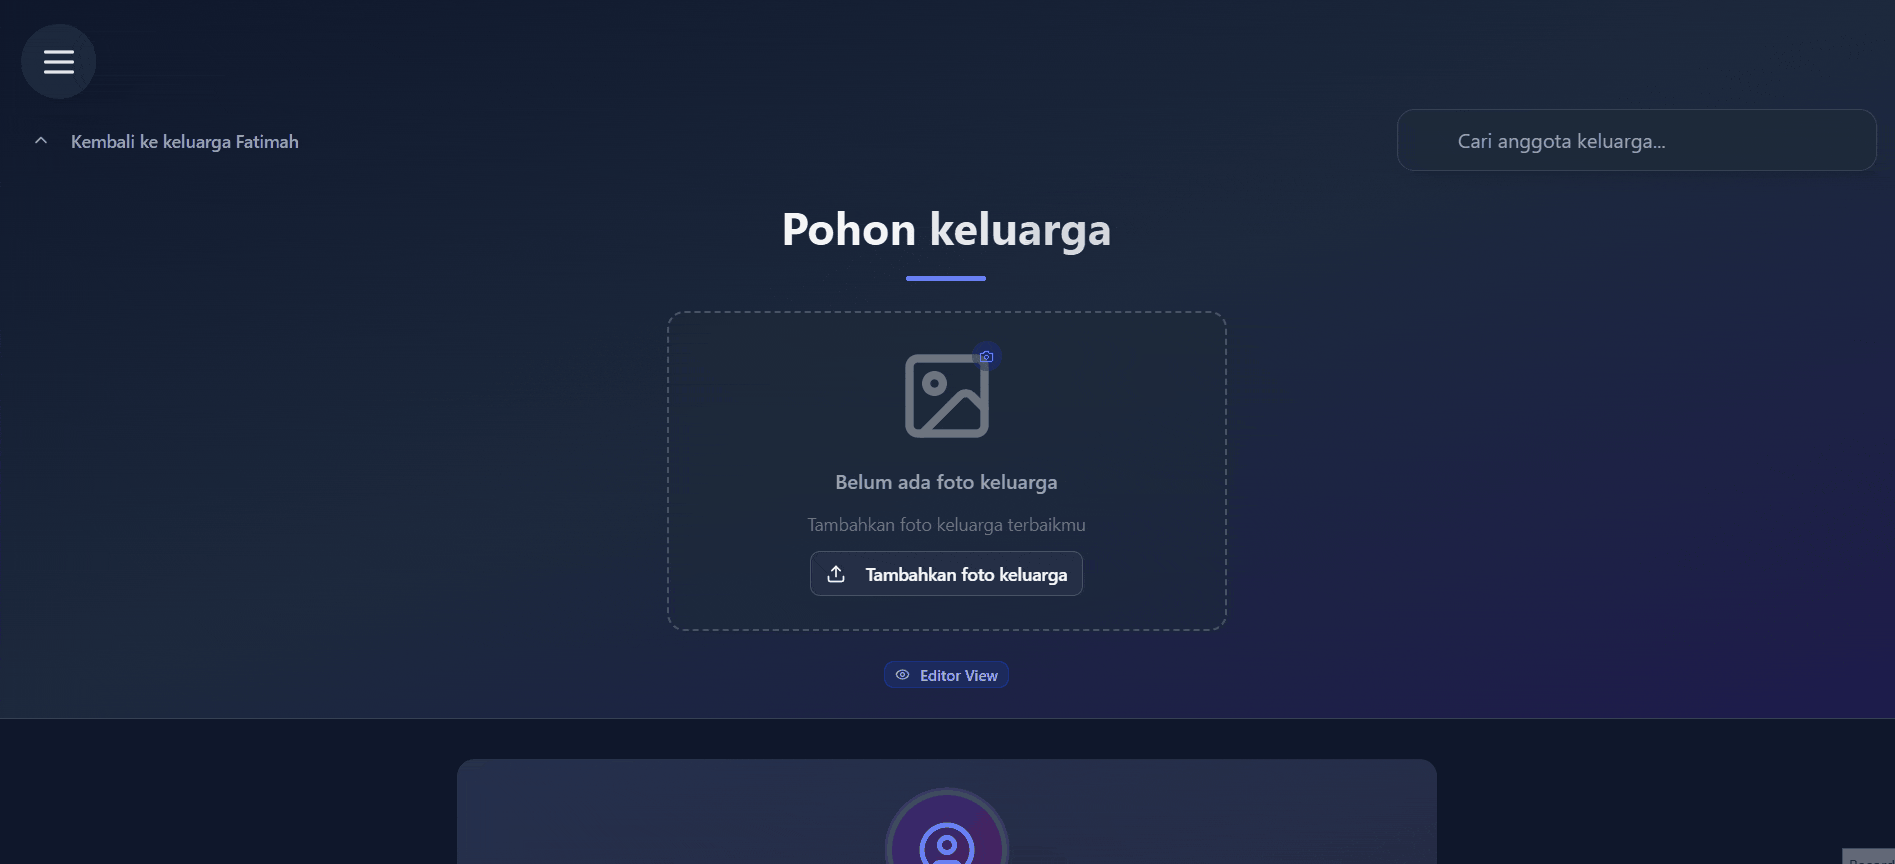 Kembali ke keluarga Fatimah
Cari anggota keluarga...
Pohon keluarga
Belum ada foto keluarga
Tambahkan foto keluarga terbaikmu
Tambahkan foto keluarga
Editor View